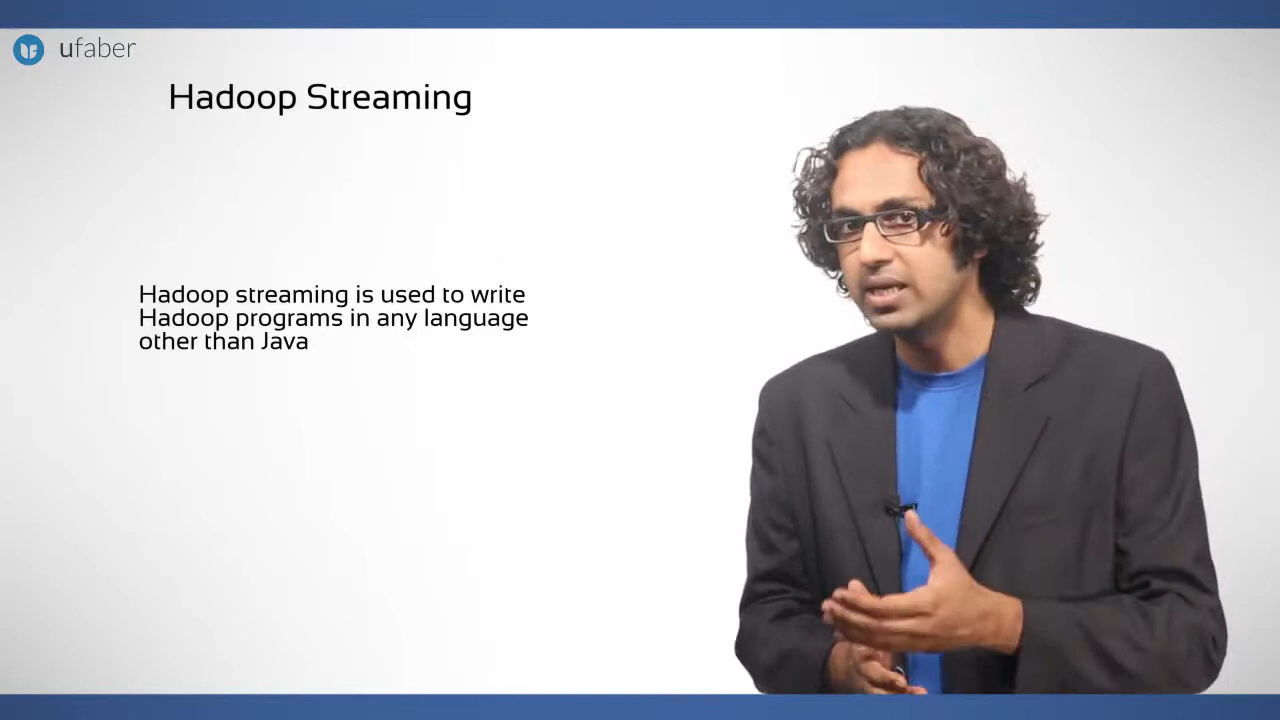 ufaber
Hadoop Streaming
Hadoop streaming is used to write
Hadoop programs in any language
other than Java